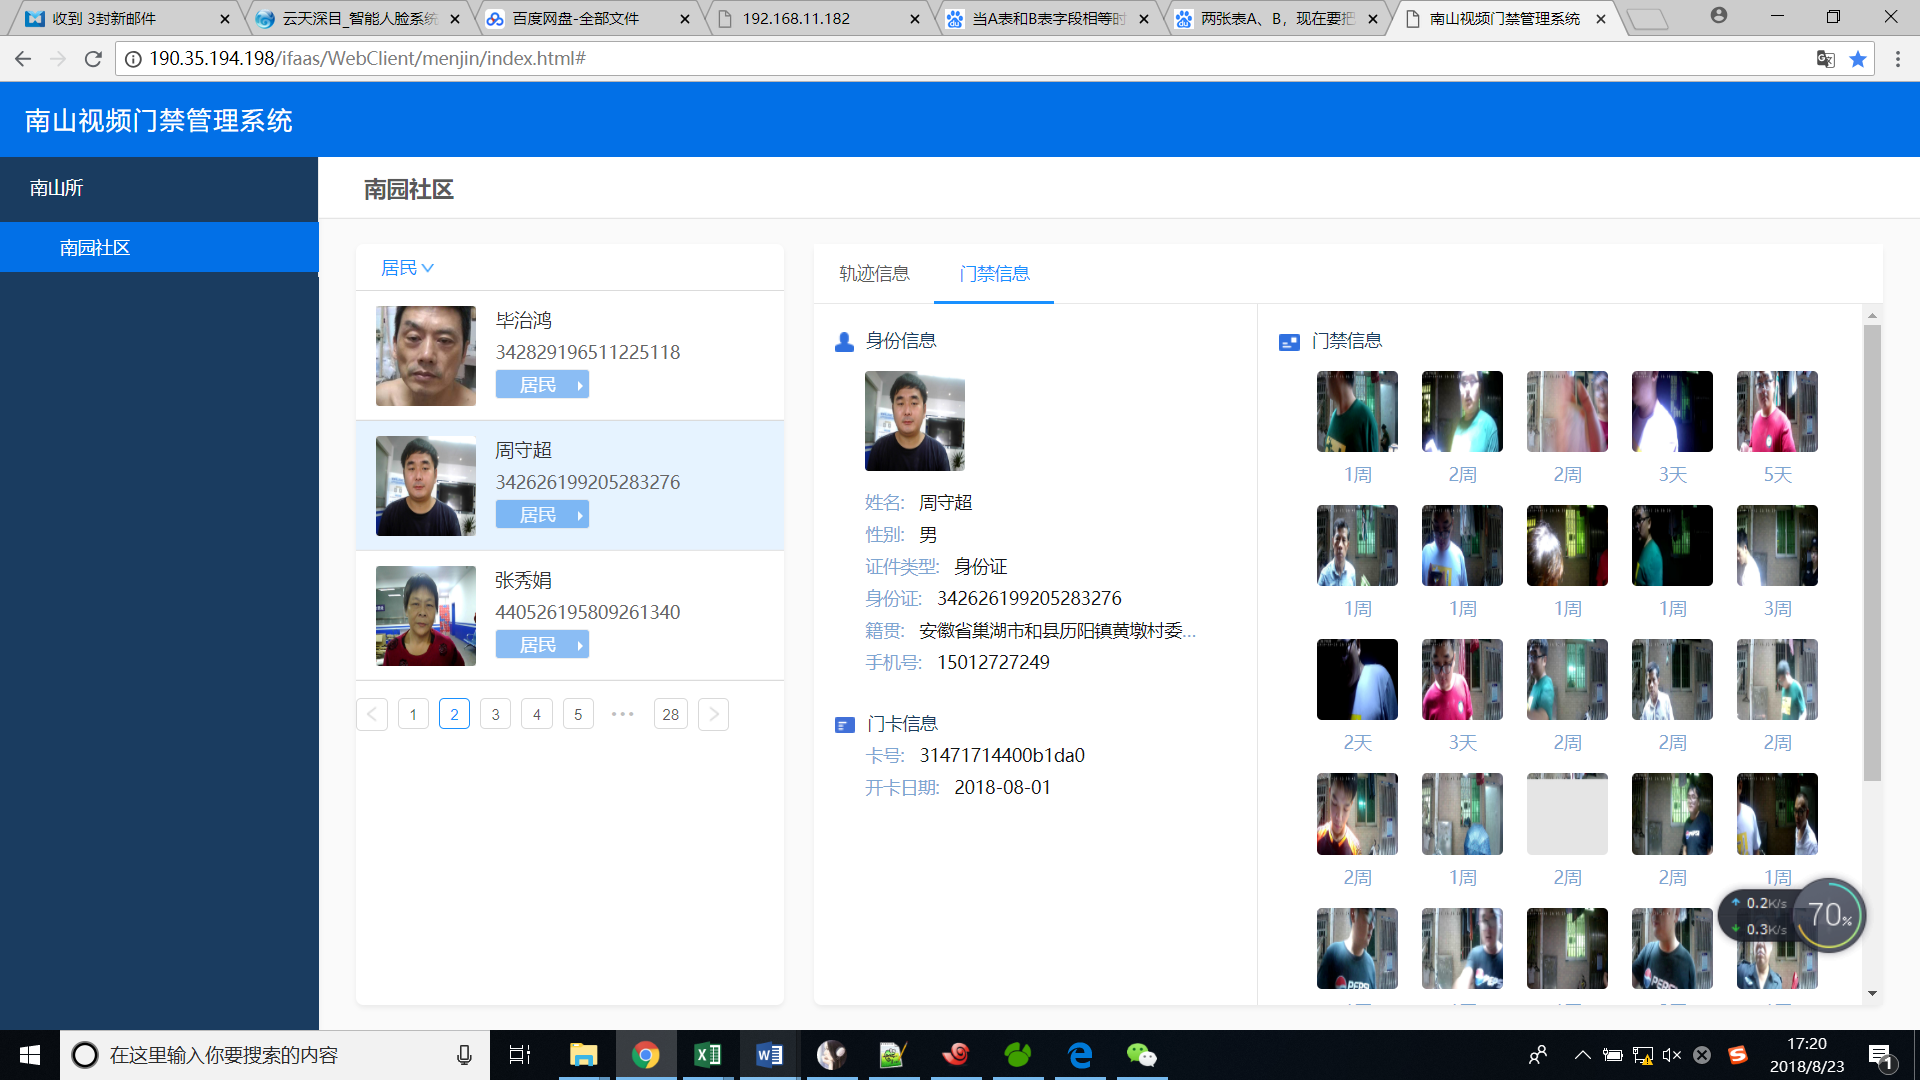 收到 3封新邮件
云天深目_智能人脸系统
百度网盘-全部文件
192.168.11.182
当A表和B表字段相等时
两张表A、B，现在要把
南山视频门禁管理系统
190.35.194.198/ifaas/WebClient/menjin/index.html#
南山视频门禁管理系统
南山所
南园社区
南园社区
居民
毕治鸿
342829196511225118
居民
周守超
342626199205283276
居民
张秀娟
440526195809261340
居民
1 2 3 4 5 ••• 28
轨迹信息 门禁信息
身份信息
姓名: 周守超
性别: 男
证件类型: 身份证
身份证: 342626199205283276
籍贯: 安徽省巢湖市和县历阳镇黄墩村委...
手机号: 15012727249
门卡信息
卡号: 31471714400b1da0
开卡日期: 2018-08-01
门禁信息
1周 2周 2周 3天 5天
1周 1周 1周 1周 3周
2天 3天 2周 2周 2周
2周 1周 2周 2周 1周
PEPSI
0.2K/s
0.3K/s
70%
在这里输入你要搜索的内容
17:20
2018/8/23
1